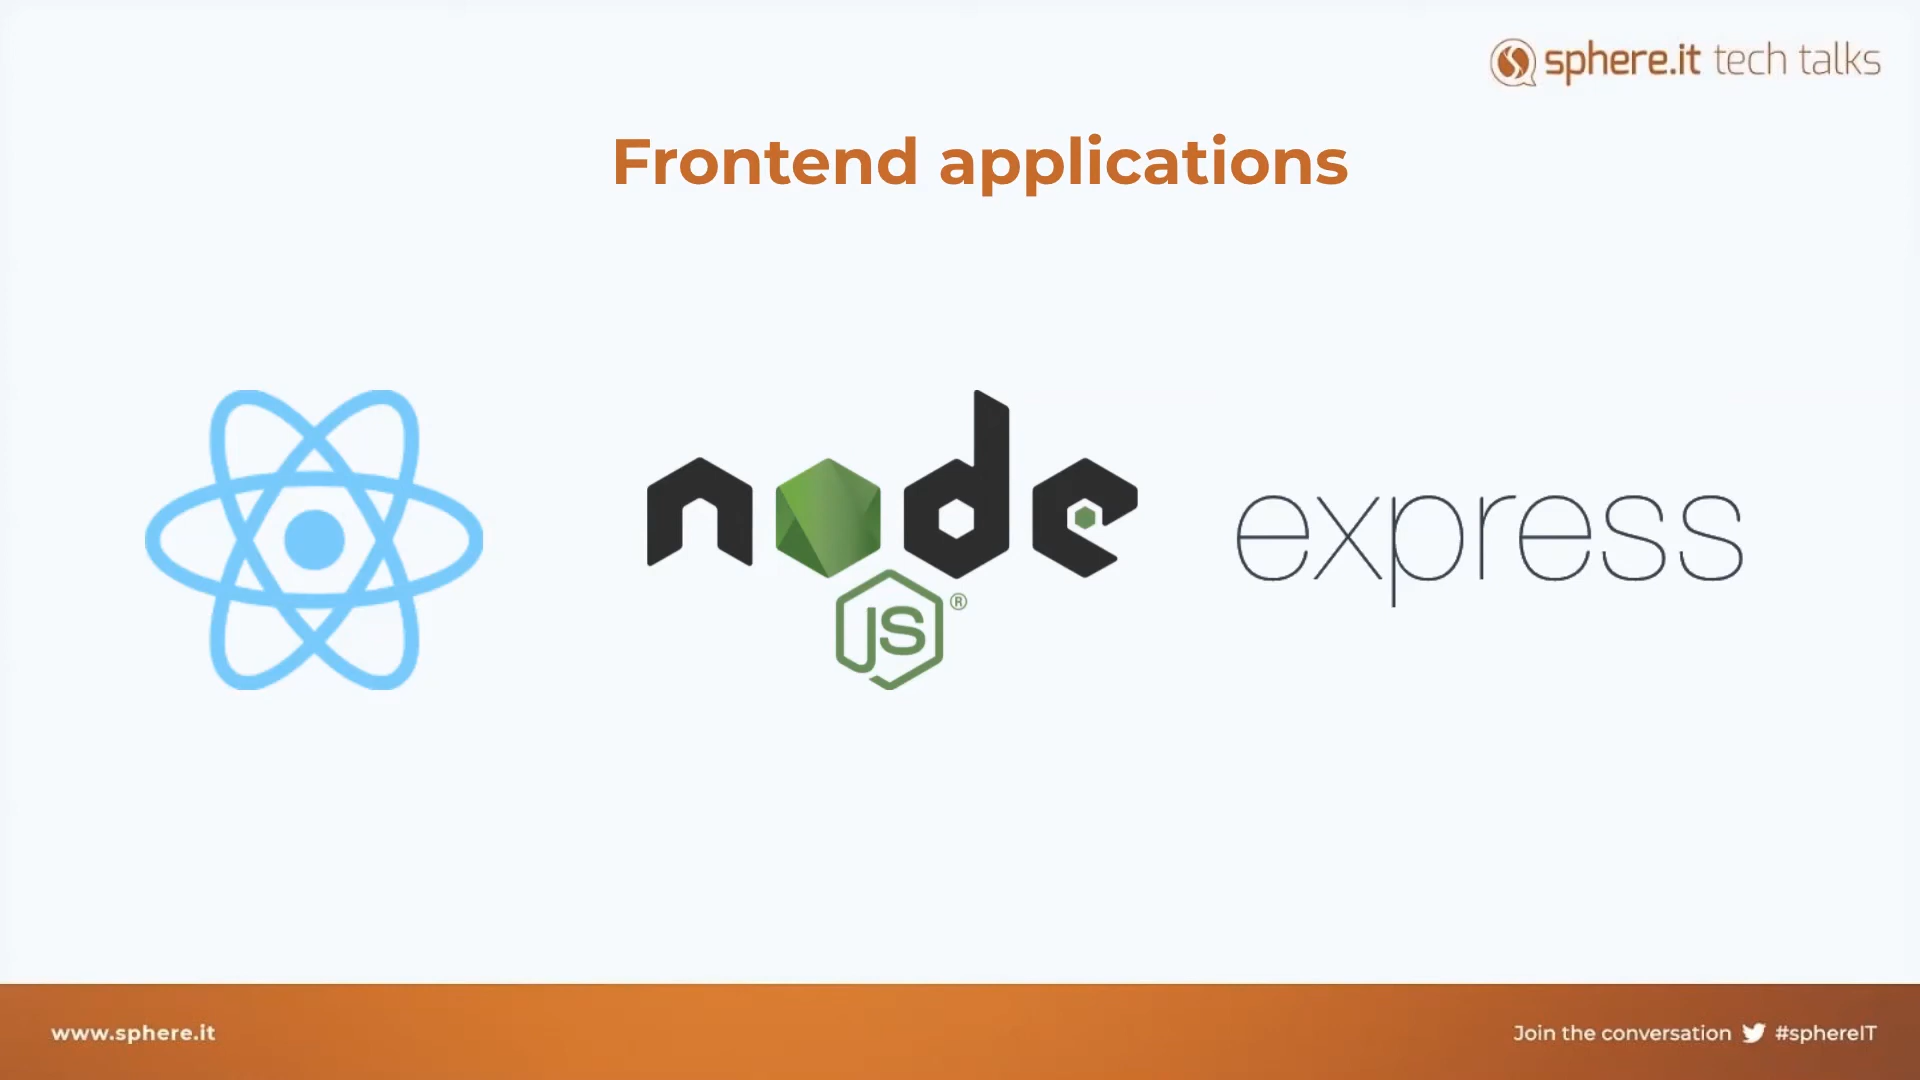 sphere.it tech talks
Frontend applications
node
JS ®
express
www.sphere.it
Join the conversation #sphereIT